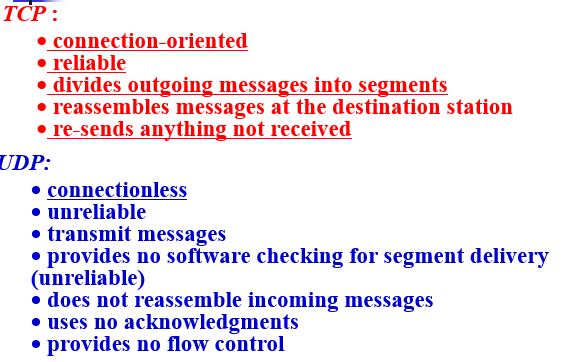 TCP :
• connection-oriented
• reliable
• divides outgoing messages into segments
• reassembles messages at the destination station
• re-sends anything not received
UDP:
• connectionless
• unreliable
• transmit messages
• provides no software checking for segment delivery
(unreliable)
• does not reassemble incoming messages
• uses no acknowledgments
• provides no flow control